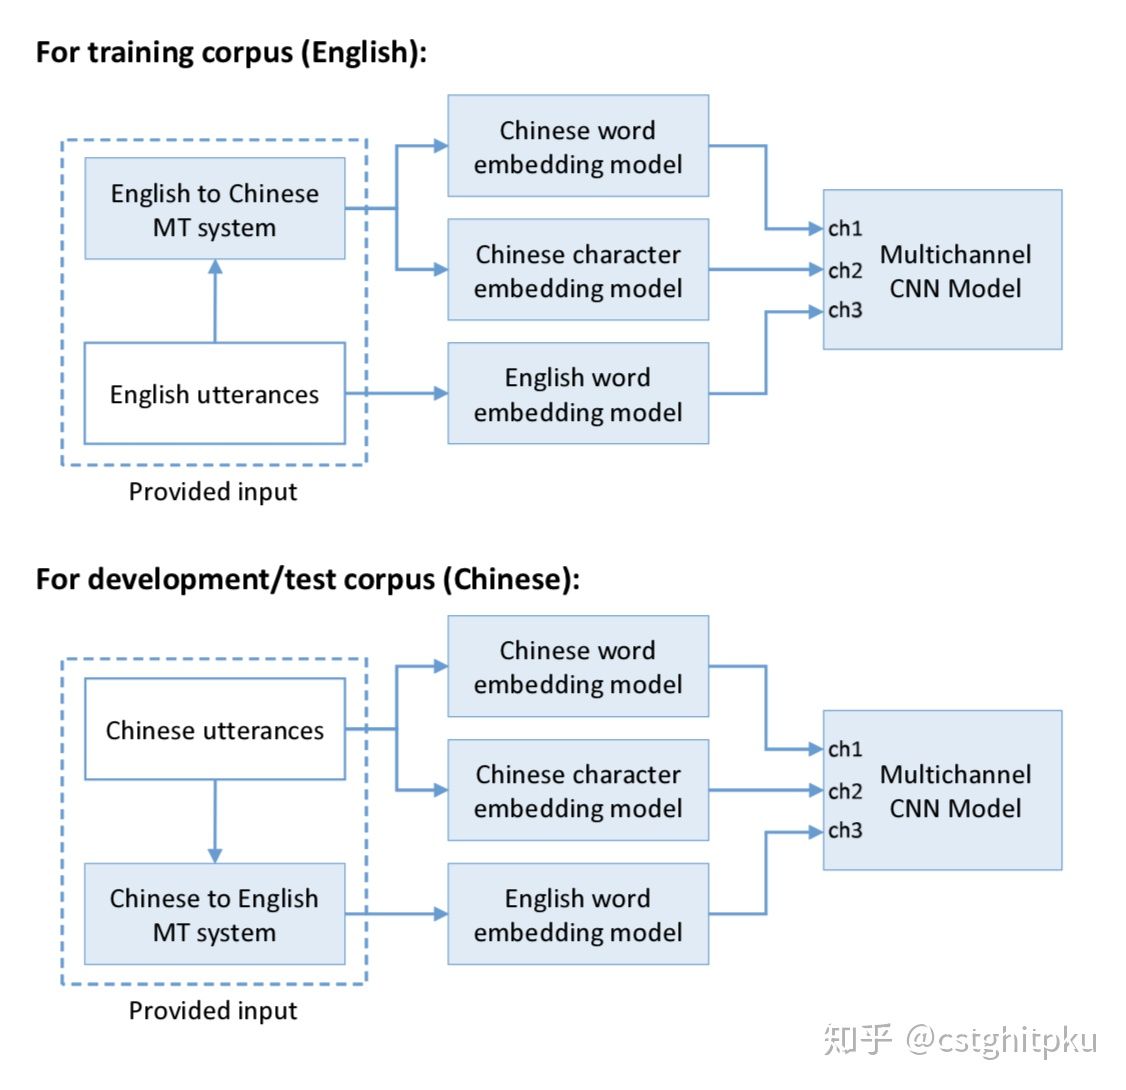 For training corpus (English):
Chinese word
embedding model
English to Chinese
MT system
Chinese character
embedding model
ch1
ch2
ch3
Multichannel
CNN Model
English utterances
English word
embedding model
Provided input
For development/test corpus (Chinese):
Chinese word
embedding model
Chinese utterances
Chinese character
embedding model
ch1
ch2
ch3
Multichannel
CNN Model
Chinese to English
MT system
English word
embedding model
Provided input
知乎 @cstghitpku